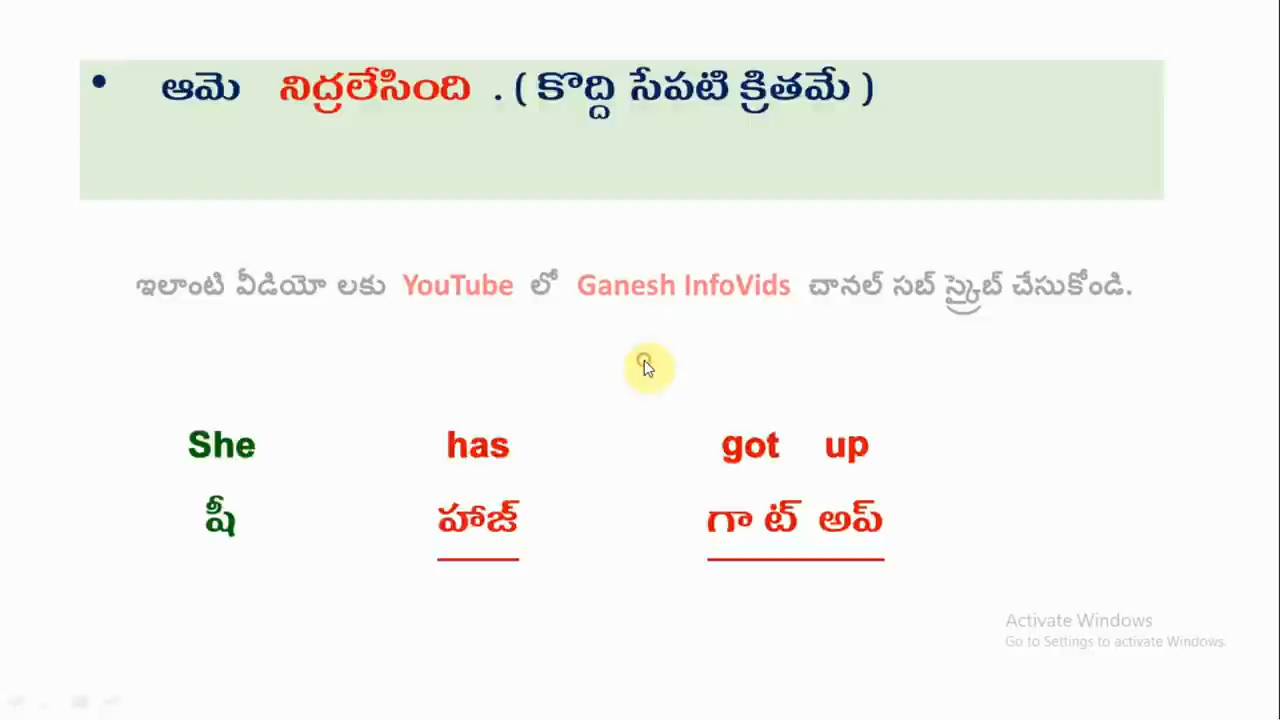 • ఆమె నిద్రలేసింది . ( కొద్ది సేపటి క్రితమే )
ఇలాంటి వీడియో లకు YouTube లో Ganesh InfoVids చానల్ సబ్ స్క్రైబ్ చేసుకోండి.
She has got up
షీ హాజ్ గా ట్ అప్
Activate Windows
Go to Settings to activate Windows.